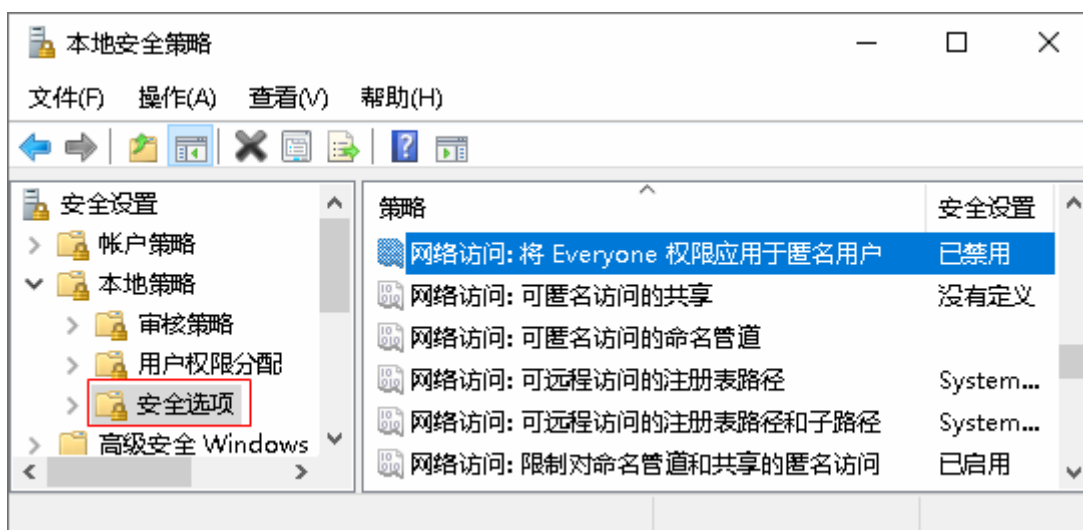 本地安全策略
文件(F) 操作(A) 查看(V) 帮助(H)
安全设置
帐户策略
本地策略
审核策略
用户权限分配
安全选项
高级安全 Windows
策略 安全设置
网络访问: 将 Everyone 权限应用于匿名用户 已禁用
网络访问: 可匿名访问的共享 没有定义
网络访问: 可匿名访问的命名管道
网络访问: 可远程访问的注册表路径 System...
网络访问: 可远程访问的注册表路径和子路径 System...
网络访问: 限制对命名管道和共享的匿名访问 已启用